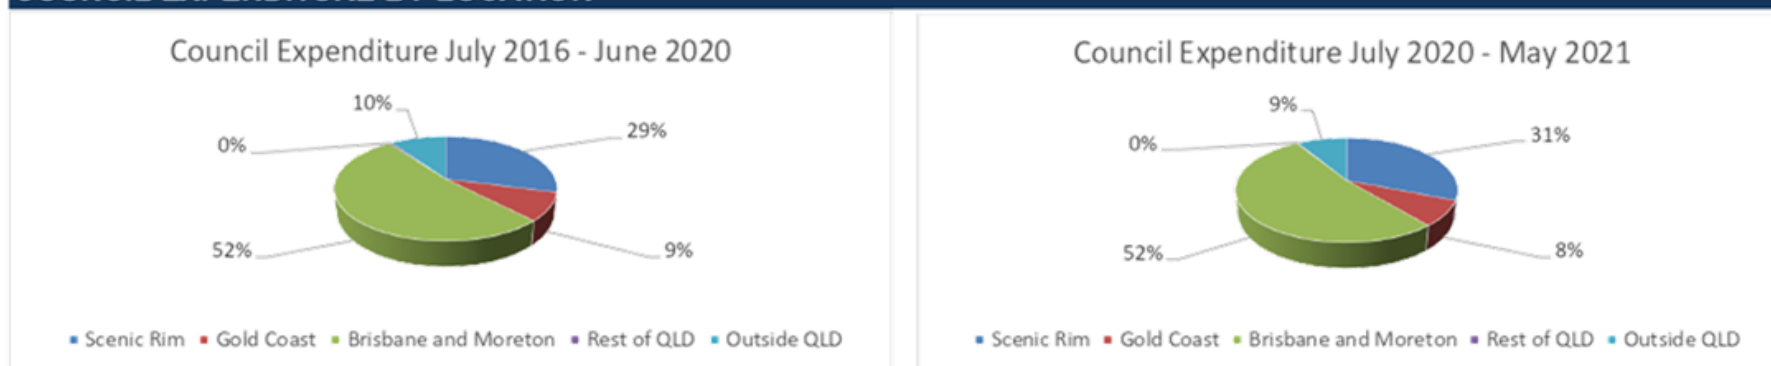 Council Expenditure July 2016 - June 2020
10%
29%
0%
52%
9%
Scenic Rim Gold Coast Brisbane and Moreton Rest of QLD Outside QLD
Council Expenditure July 2020 - May 2021
9%
31%
0%
52%
8%
Scenic Rim Gold Coast Brisbane and Moreton Rest of QLD Outside QLD